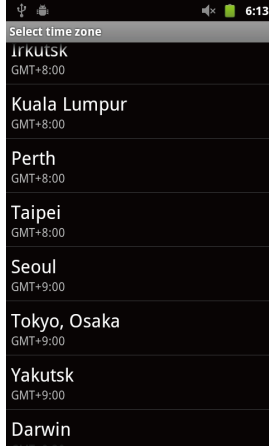 6:13
Select time zone
Irkutsk
GMT+8:00
Kuala Lumpur
GMT+8:00
Perth
GMT+8:00
Taipei
GMT+8:00
Seoul
GMT+9:00
Tokyo, Osaka
GMT+9:00
Yakutsk
GMT+9:00
Darwin